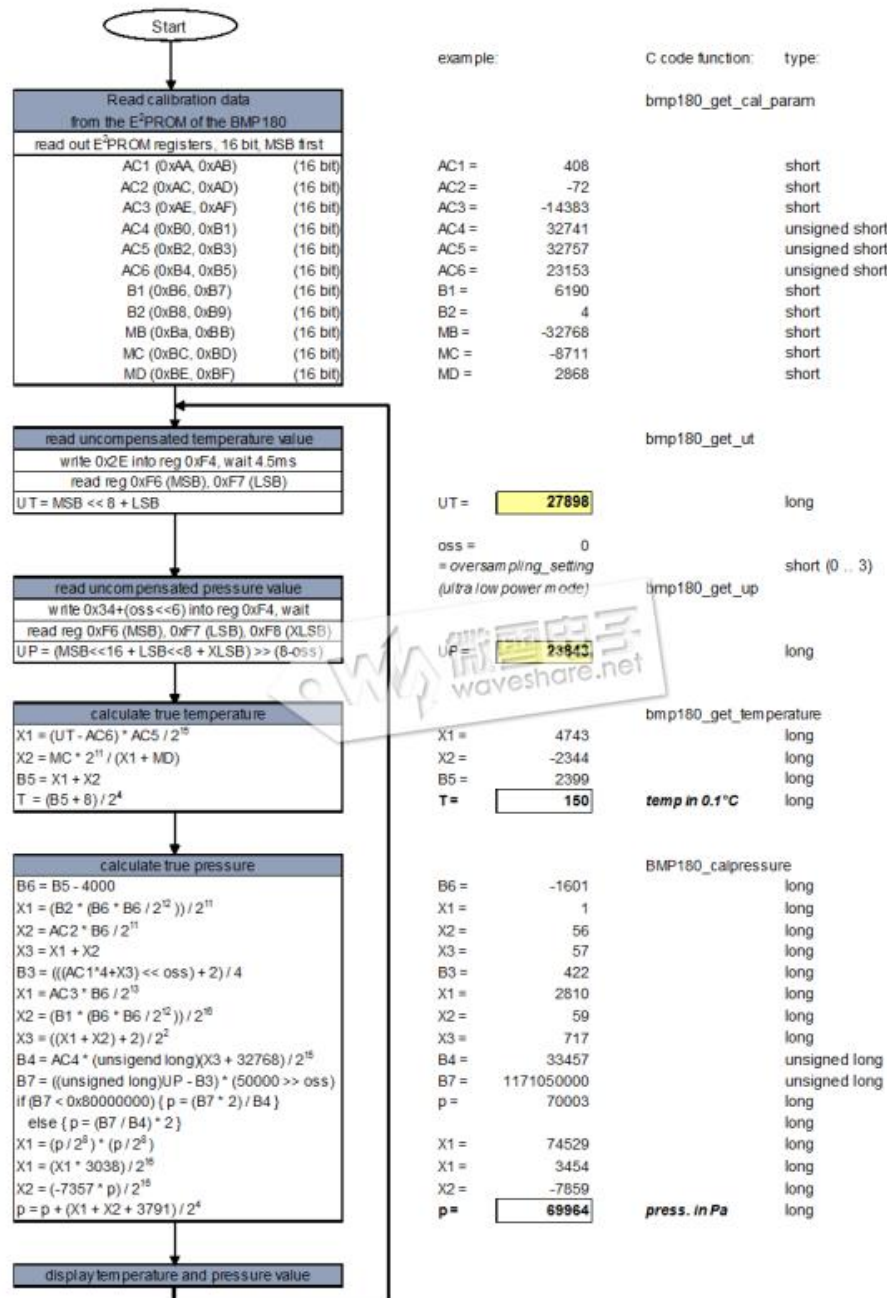 Start
example: C code function: type:
Read calibration data bmp180_get_cal_param
from the E²PROM of the BMP180
read out E²PROM registers, 16 bit, MSB first
AC1 (0xAA, 0xAB) (16 bit) AC1 = 408 short
AC2 (0xAC, 0xAD) (16 bit) AC2 = -72 short
AC3 (0xAE, 0xAF) (16 bit) AC3 = -14383 short
AC4 (0xB0, 0xB1) (16 bit) AC4 = 32741 unsigned short
AC5 (0xB2, 0xB3) (16 bit) AC5 = 32757 unsigned short
AC6 (0xB4, 0xB5) (16 bit) AC6 = 23153 unsigned short
B1 (0xB6, 0xB7) (16 bit) B1 = 6190 short
B2 (0xB8, 0xB9) (16 bit) B2 = 4 short
MB (0xBa, 0xBB) (16 bit) MB = -32768 short
MC (0xBC, 0xBD) (16 bit) MC = -8711 short
MD (0xBE, 0xBF) (16 bit) MD = 2868 short
read uncompensated temperature value bmp180_get_ut
write 0x2E into reg 0xF4, wait 4.5ms
read reg 0xF6 (MSB), 0xF7 (LSB)
UT = MSB << 8 + LSB UT = 27898 long
oss = 0
= oversampling_setting short (0 .. 3)
read uncompensated pressure value (ultra low power mode) bmp180_get_up
write 0x34+(oss<<6) into reg 0xF4, wait
read reg 0xF6 (MSB), 0xF7 (LSB), 0xF8 (XLSB)
UP = (MSB<<16 + LSB<<8 + XLSB) >> (8-oss) UP = 23843 long
微雪电子
waveshare.net
calculate true temperature bmp180_get_temperature
X1 = (UT - AC6) * AC5 / 2¹⁵ X1 = 4743 long
X2 = MC * 2¹¹ / (X1 + MD) X2 = -2344 long
B5 = X1 + X2 B5 = 2399 long
T = (B5 + 8) / 2⁴ T = 150 temp in 0.1°C long
calculate true pressure BMP180_calpressure
B6 = B5 - 4000 B6 = -1601 long
X1 = (B2 * (B6 * B6 / 2¹² )) / 2¹¹ X1 = 1 long
X2 = AC2 * B6 / 2¹¹ X2 = 56 long
X3 = X1 + X2 X3 = 57 long
B3 = (((AC1*4+X3) << oss) + 2) / 4 B3 = 422 long
X1 = AC3 * B6 / 2¹³ X1 = 2810 long
X2 = (B1 * (B6 * B6 / 2¹² )) / 2¹⁶ X2 = 59 long
X3 = ((X1 + X2) + 2) / 2² X3 = 717 long
B4 = AC4 * (unsigend long)(X3 + 32768) / 2¹⁵ B4 = 33457 unsigned long
B7 = ((unsigned long)UP - B3) * (50000 >> oss) B7 = 1171050000 unsigned long
if (B7 < 0x80000000) { p = (B7 * 2) / B4 } p = 70003 long
else { p = (B7 / B4) * 2 } long
X1 = (p / 2⁸) * (p / 2⁸) X1 = 74529 long
X1 = (X1 * 3038) / 2¹⁶ X1 = 3454 long
X2 = (-7357 * p) / 2¹⁶ X2 = -7859 long
p = p + (X1 + X2 + 3791) / 2⁴ p = 69964 press. in Pa long
display temperature and pressure value